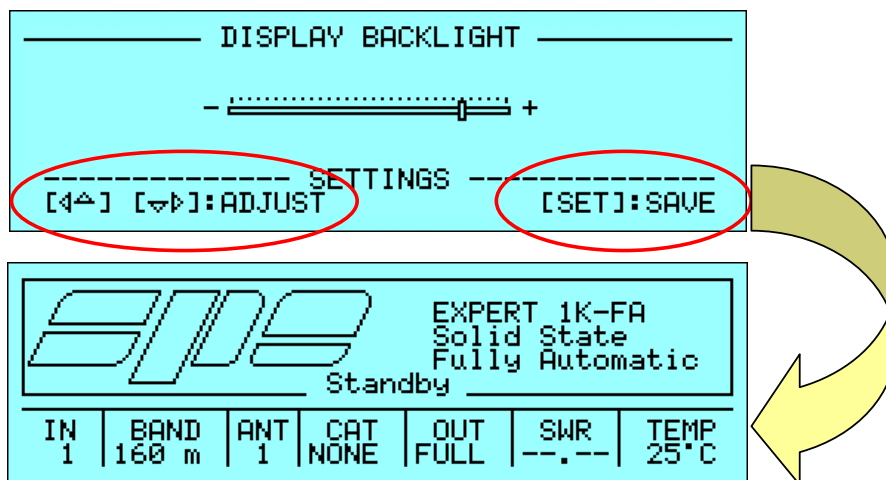 DISPLAY BACKLIGHT
- +
SETTINGS
[◁△] [▽▷]:ADJUST [SET]:SAVE
spe
EXPERT 1K-FA
Solid State
Fully Automatic
Standby
IN BAND ANT CAT OUT SWR TEMP
1 160 m 1 NONE FULL --.-- 25°C